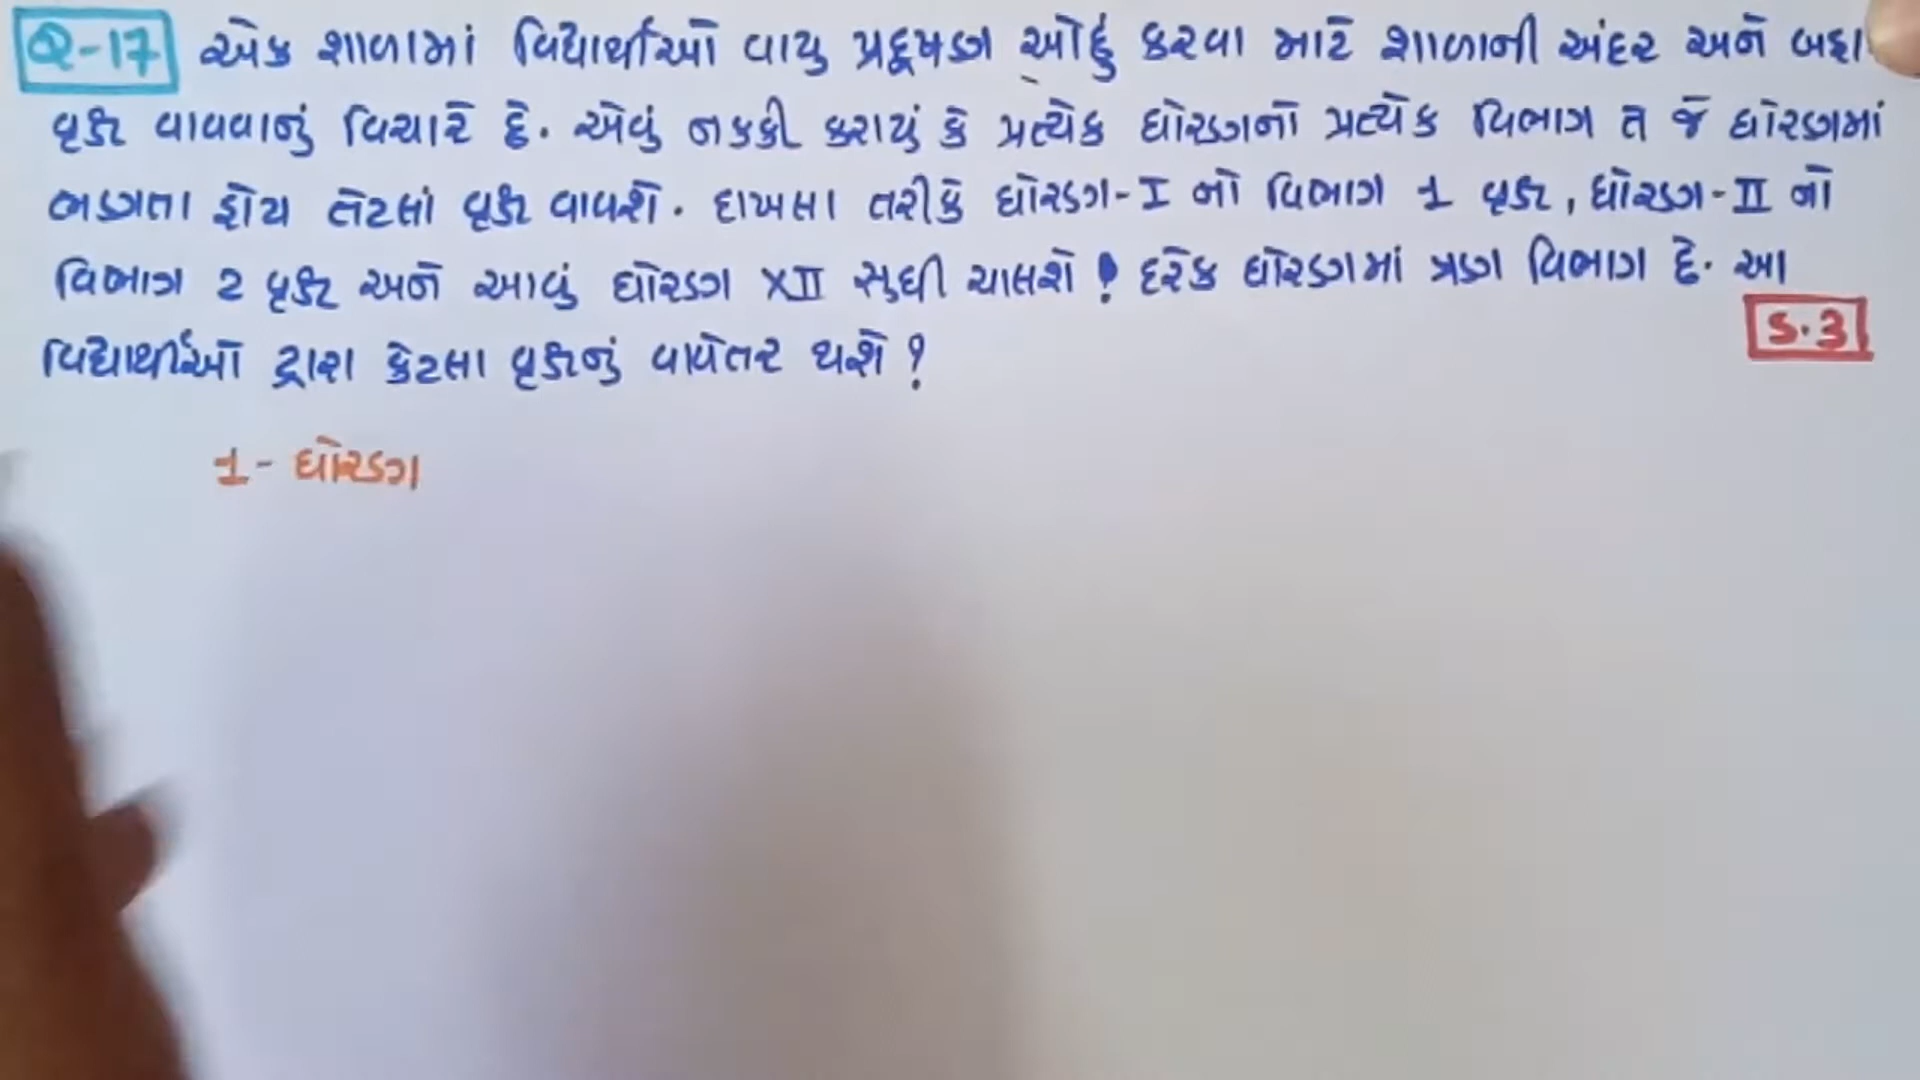 Q-17 એક શાળામાં વિદ્યાર્થીઓ વાયુ પ્રદૂષણ ઓછું કરવા માટે શાળાની અંદર અને બહા
વૃક્ષ વાવવાનું વિચારે છે. એવું નક્કી કરાયું કે પ્રત્યેક ધોરણનો પ્રત્યેક વિભાગ તે જે ધોરણમાં
ભણતા હોય તેટલાં વૃક્ષ વાવશે. દાખલા તરીકે ધોરણ-I નો વિભાગ 1 વૃક્ષ, ધોરણ-II નો
વિભાગ 2 વૃક્ષ અને આવું ધોરણ XII સુધી ચાલશે. દરેક ધોરણમાં ત્રણ વિભાગ છે. આ
વિદ્યાર્થીઓ દ્વારા કેટલા વૃક્ષનું વાવેતર થશે ?
5.3
1- ધોરણ